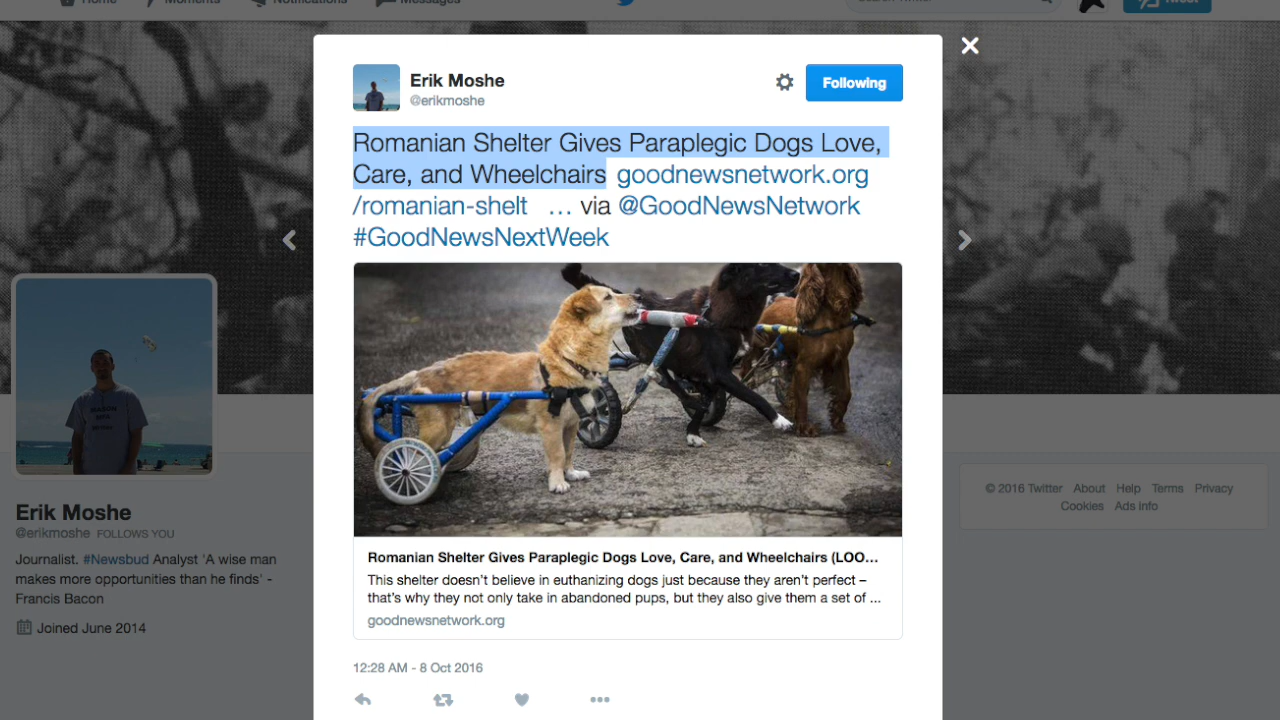 Home Moments Notifications Messages
Search Twitter
Tweet
Erik Moshe
@erikmoshe
Following
Romanian Shelter Gives Paraplegic Dogs Love,
Care, and Wheelchairs goodnewsnetwork.org
/romanian-shelt … via @GoodNewsNetwork
#GoodNewsNextWeek
Romanian Shelter Gives Paraplegic Dogs Love, Care, and Wheelchairs (LOO...
This shelter doesn't believe in euthanizing dogs just because they aren't perfect –
that's why they not only take in abandoned pups, but they also give them a set of ...
goodnewsnetwork.org
12:28 AM - 8 Oct 2016
Erik Moshe
@erikmoshe FOLLOWS YOU
Journalist. #Newsbud Analyst 'A wise man
makes more opportunities than he finds' -
Francis Bacon
Joined June 2014
© 2016 Twitter About Help Terms Privacy
Cookies Ads info